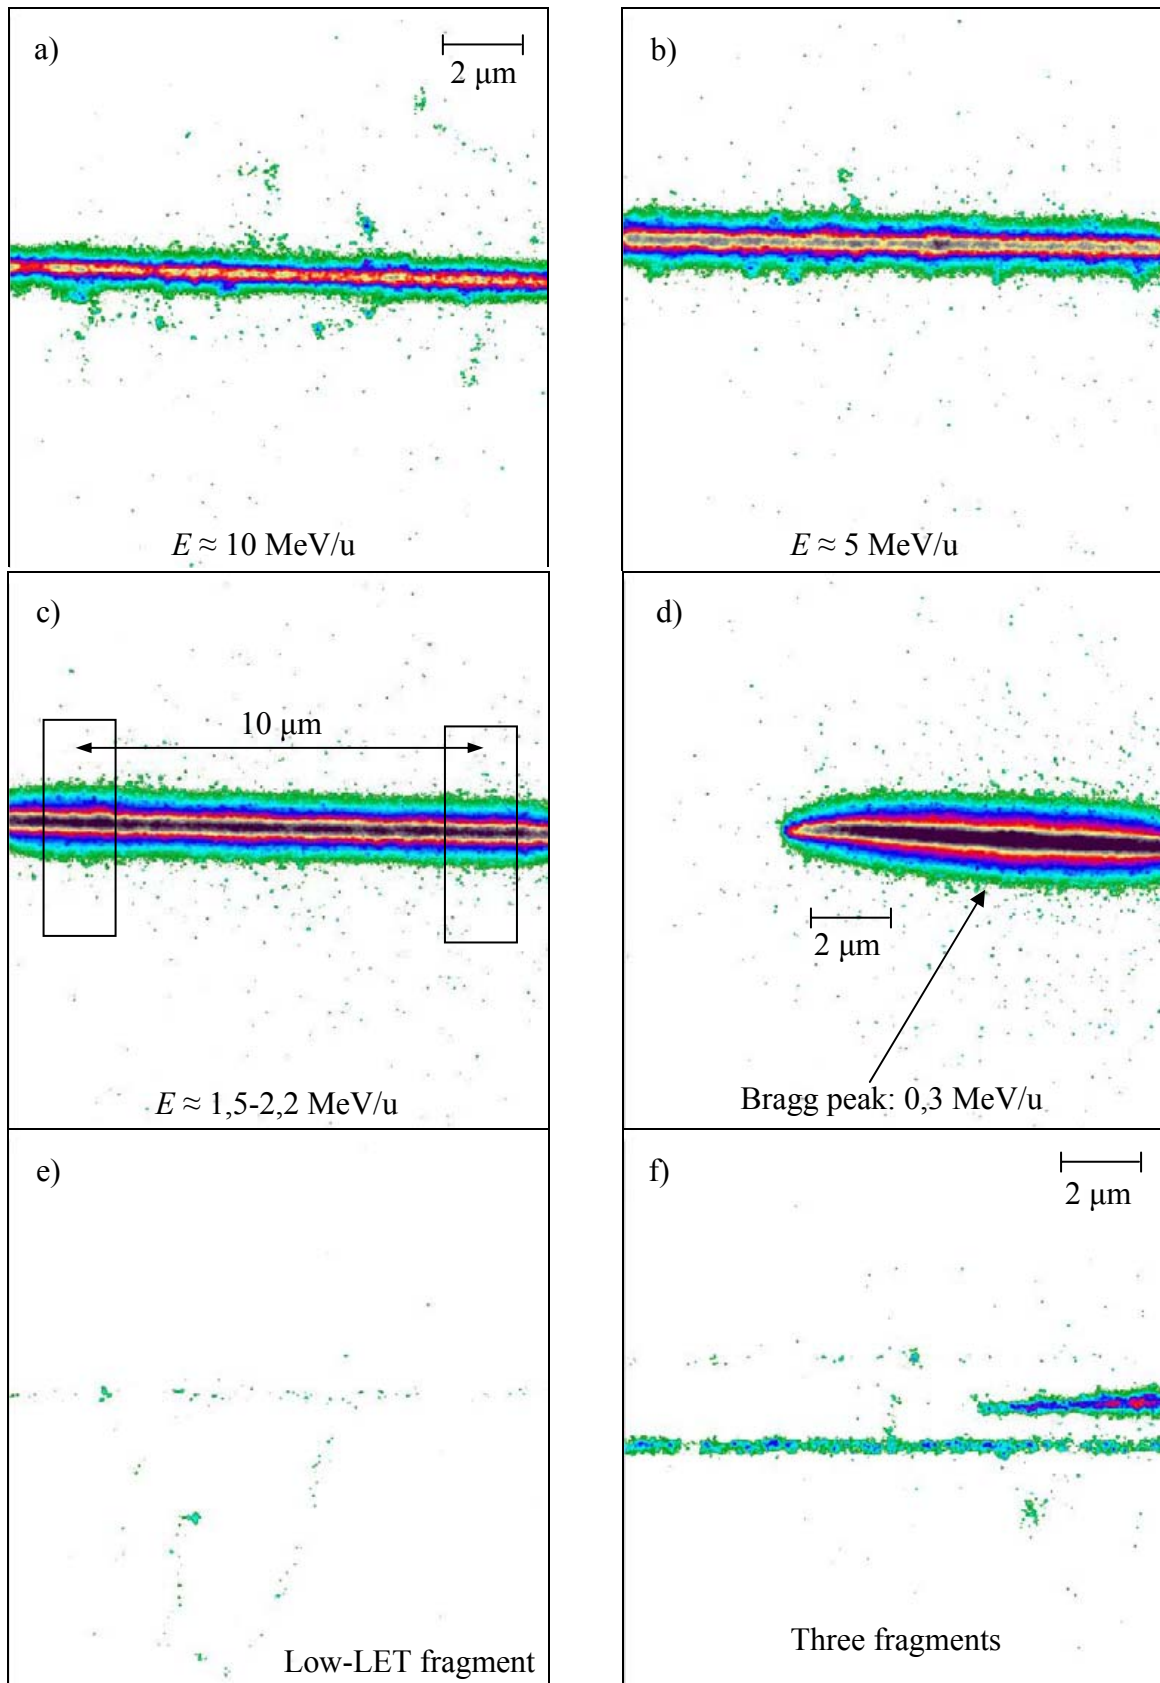 a)
2 μm
E ≈ 10 MeV/u
b)
E ≈ 5 MeV/u
c)
10 μm
E ≈ 1,5-2,2 MeV/u
d)
2 μm
Bragg peak: 0,3 MeV/u
e)
Low-LET fragment
f)
2 μm
Three fragments